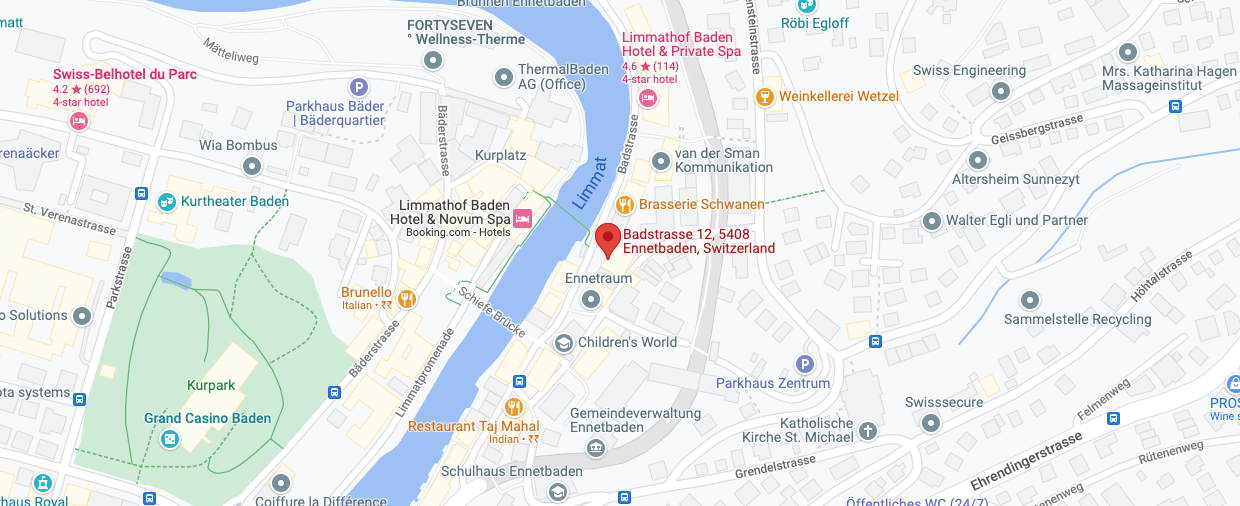 Brunnen Ennetbaden
Röbi Egloff
FORTYSEVEN
° Wellness-Therme
Mätteliweg
Limmathof Baden
Hotel & Private Spa
4.6 ★ (114)
4-star hotel
Swiss-Belhotel du Parc
4.2 ★ (692)
4-star hotel
ThermalBaden
AG (Office)
Swiss Engineering
Mrs. Katharina Hagen
Massageinstitut
P
Parkhaus Bäder
| Bäderquartier
Weinkellerei Wetzel
Bäderstrasse
Badstrasse
Geissbergstrasse
Wia Bombus
Kurplatz
van der Sman
Kommunikation
Altersheim Sunnezyt
Limmat
Kurtheater Baden
Limmathof Baden
Hotel & Novum Spa
Booking.com - Hotels
Brasserie Schwanen
St. Verenastrasse
Walter Egli und Partner
Badstrasse 12, 5408
Ennetbaden, Switzerland
Parkstrasse
Ennetraum
Höhtalstrasse
Brunello
Italian • ₹₹
Schiefe Brücke
Solutions
Sammelstelle Recycling
Bäderstrasse
Limmatpromenade
Children's World
P
Parkhaus Zentrum
Kurpark
systems
Grand Casino Baden
Restaurant Taj Mahal
Indian • ₹₹
Gemeindeverwaltung
Ennetbaden
Katholische
Kirche St. Michael
Swisssecure
Felmenweg
Wine
Ehrendingerstrasse
Rütenenweg
Grendelstrasse
Schulhaus Ennetbaden
Royal
Coiffure la Différence
Öffentliches WC (24/7)